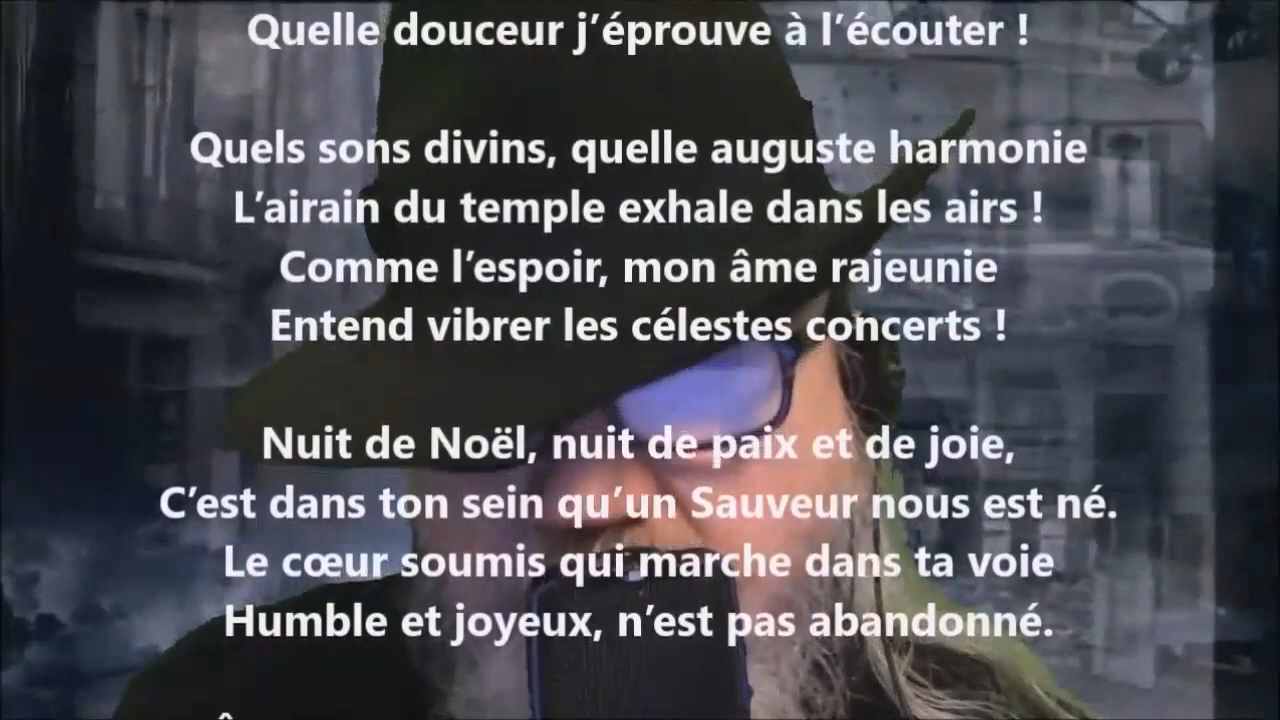 Quelle douceur j’éprouve à l’écouter !
Quels sons divins, quelle auguste harmonie
L’airain du temple exhale dans les airs !
Comme l’espoir, mon âme rajeunie
Entend vibrer les célestes concerts !
Nuit de Noël, nuit de paix et de joie,
C’est dans ton sein qu’un Sauveur nous est né.
Le cœur soumis qui marche dans ta voie
Humble et joyeux, n’est pas abandonné.